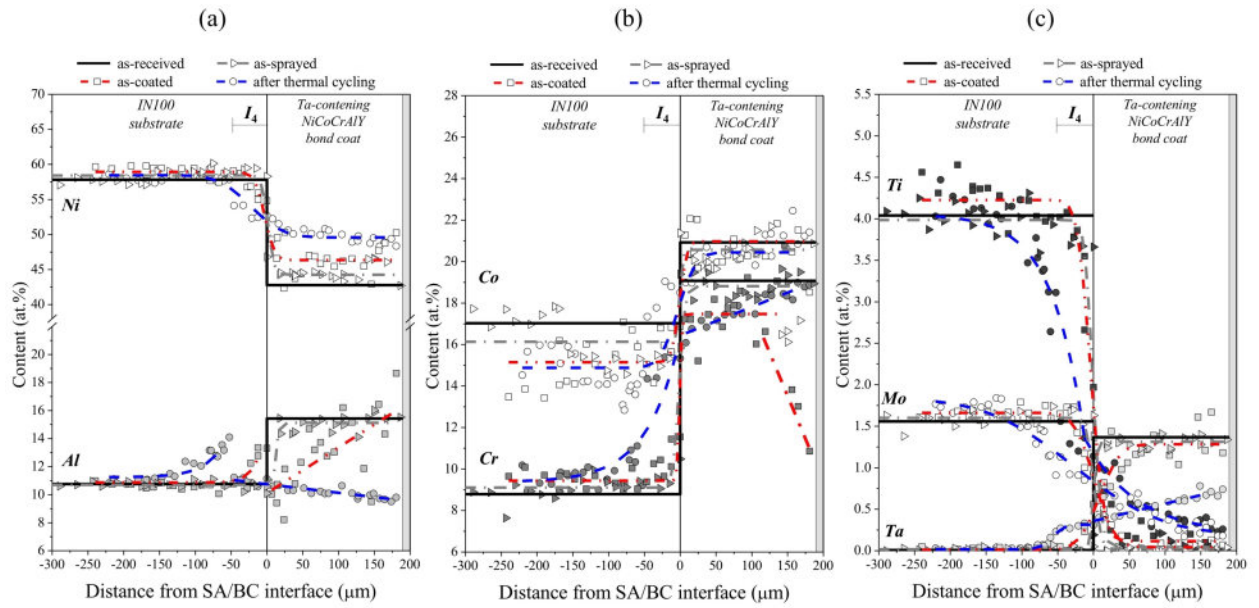 (a)
as-received
as-sprayed
as-coated
after thermal cycling
70
65
60
55
50
45
40
22
20
18
16
14
12
10
8
6
Content (at.%)
IN100
substrate
I4
Ta-contening
NiCoCrAlY
bond coat
Ni
Al
-300 -250 -200 -150 -100 -50 0 50 100 150 200
Distance from SA/BC interface (μm)
(b)
as-received
as-sprayed
as-coated
after thermal cycling
28
26
24
22
20
18
16
14
12
10
8
6
Content (at.%)
IN100
substrate
I4
Ta-contening
NiCoCrAlY
bond coat
Co
Cr
-300 -250 -200 -150 -100 -50 0 50 100 150 200
Distance from SA/BC interface (μm)
(c)
as-received
as-sprayed
as-coated
after thermal cycling
5.5
5.0
4.5
4.0
3.5
3.0
2.5
2.0
1.5
1.0
0.5
0.0
Content (at.%)
IN100
substrate
I4
Ta-contening
NiCoCrAlY
bond coat
Ti
Mo
Ta
-300 -250 -200 -150 -100 -50 0 50 100 150 200
Distance from SA/BC interface (μm)